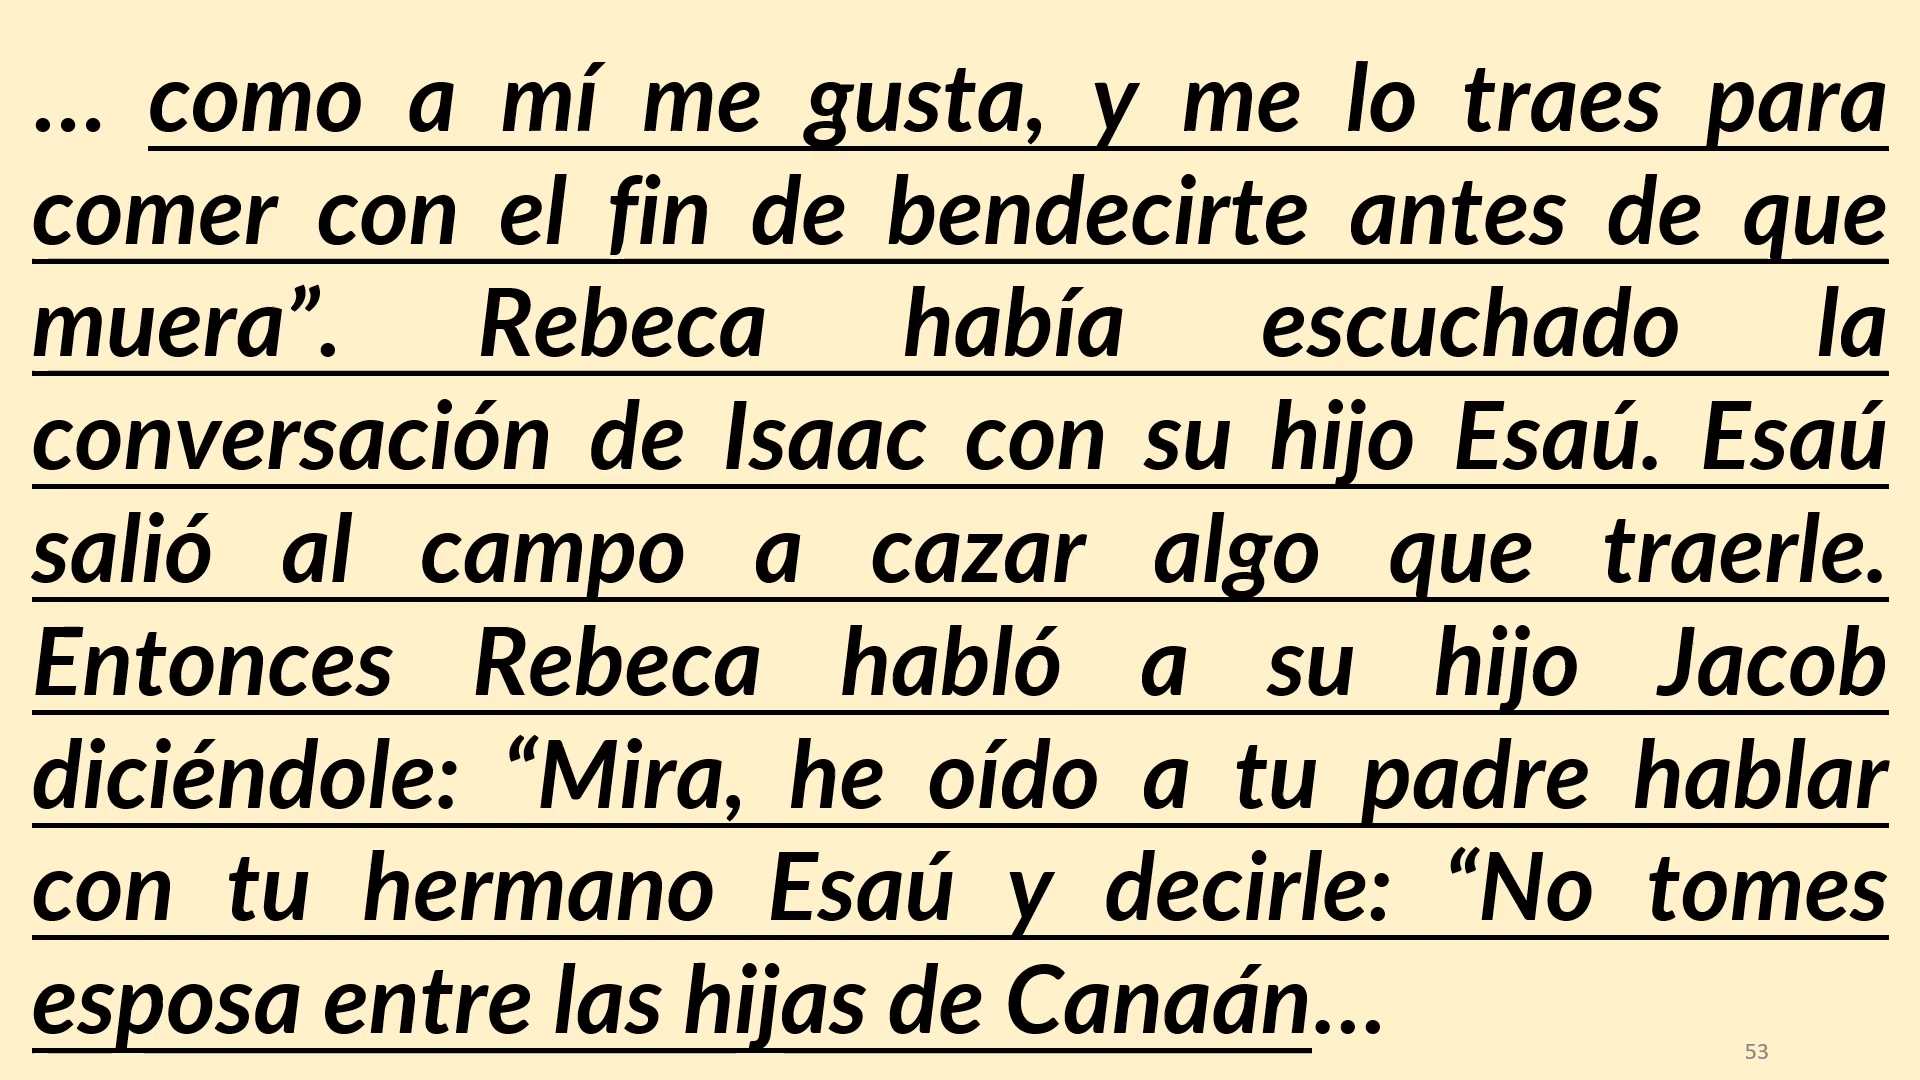 ... como a mí me gusta, y me lo traes para
comer con el fin de bendecirte antes de que
muera”. Rebeca había escuchado la
conversación de Isaac con su hijo Esaú. Esaú
salió al campo a cazar algo que traerle.
Entonces Rebeca habló a su hijo Jacob
diciéndole: “Mira, he oído a tu padre hablar
con tu hermano Esaú y decirle: “No tomes
esposa entre las hijas de Canaán...
53